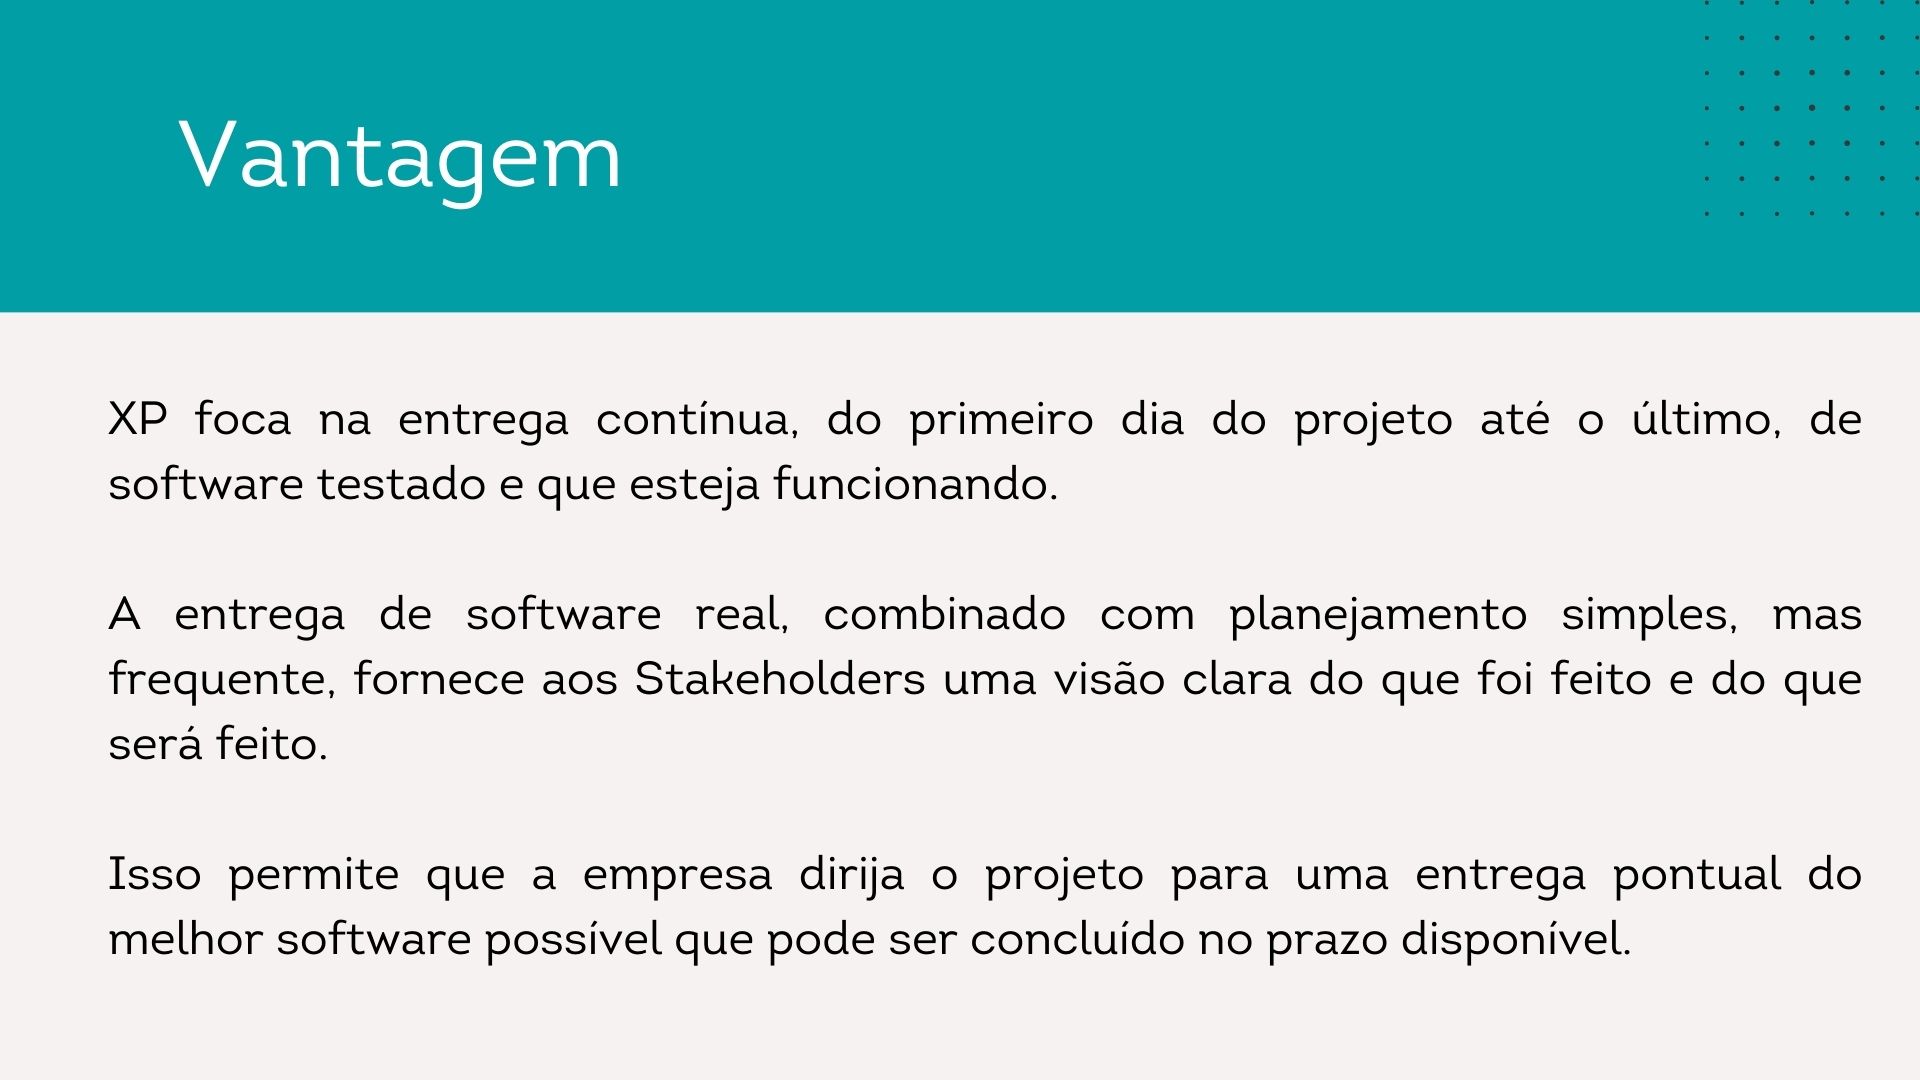 Vantagem
XP foca na entrega contínua, do primeiro dia do projeto até o último, de
software testado e que esteja funcionando.
A entrega de software real, combinado com planejamento simples, mas
frequente, fornece aos Stakeholders uma visão clara do que foi feito e do que
será feito.
Isso permite que a empresa dirija o projeto para uma entrega pontual do
melhor software possível que pode ser concluído no prazo disponível.